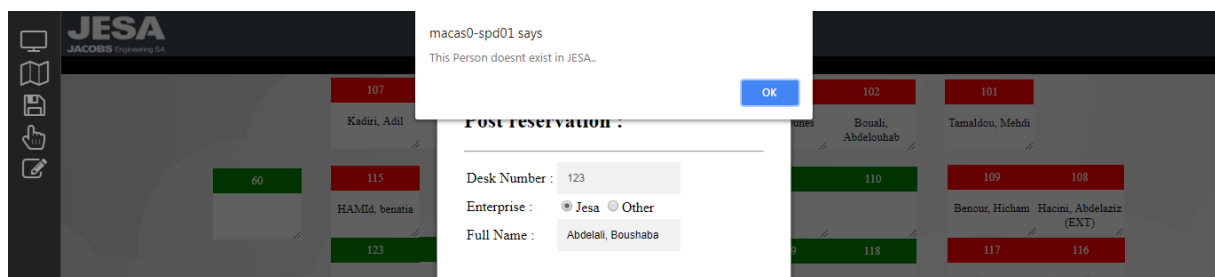 JESA
JACOBS Engineering SA
macas0-spd01 says
This Person doesnt exist in JESA..
OK
107
102
101
Kadiri, Adil
Bouali,
Abdelouhab
Tamaldou, Mehdi
Post reservation :
Desk Number : 123
60
115
110
109
108
HAMId, benatia
Enterprise : Jesa Other
Benour, Hicham
Hacini, Abdelaziz
(EXT)
Full Name : Abdelali, Boushaba
123
118
117
116